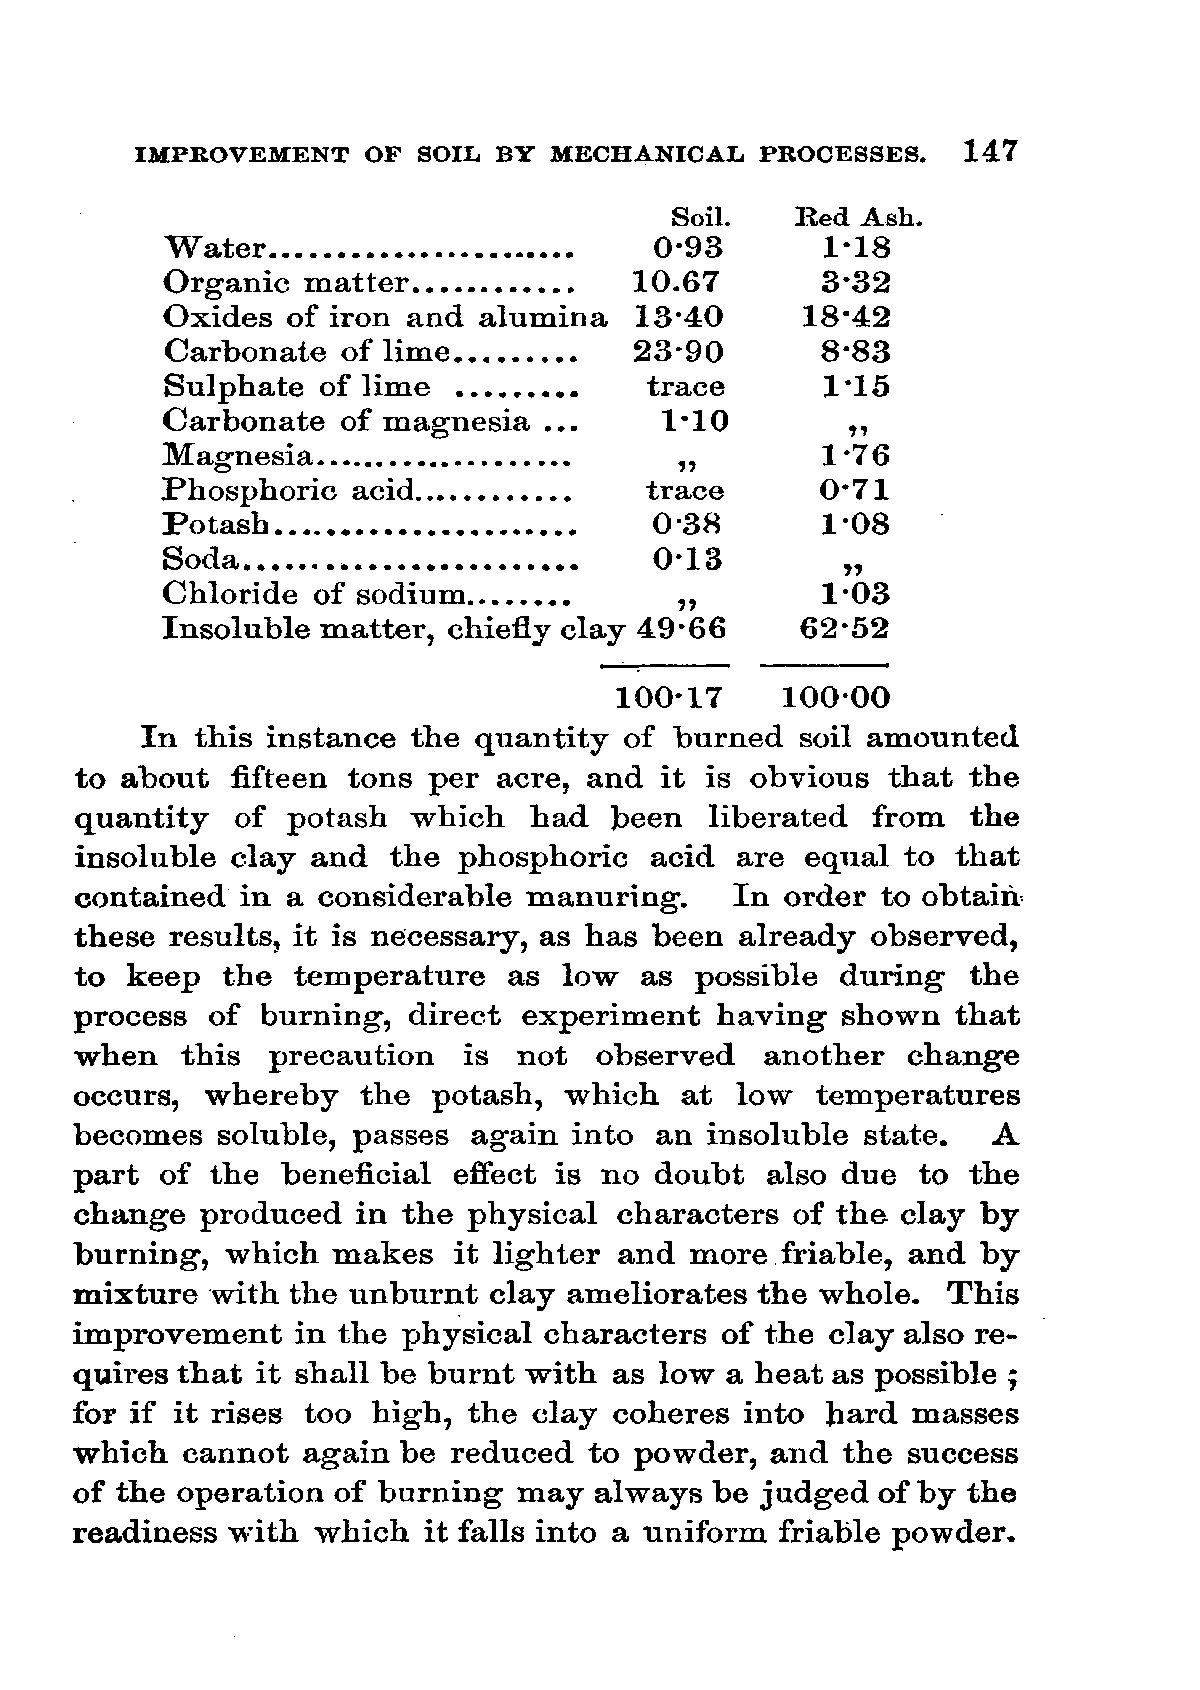 IMPROVEMENT OF SOIL BY MECHANICAL PROCESSES. 147
Soil. Red Ash.
Water........................ 0·93 1·18
Organic matter............ 10.67 3·32
Oxides of iron and alumina 13·40 18·42
Carbonate of lime......... 23·90 8·83
Sulphate of lime ......... trace 1·15
Carbonate of magnesia ... 1·10 „
Magnesia..................... „ 1·76
Phosphoric acid............ trace 0·71
Potash...................... 0·38 1·08
Soda......................... 0·13 „
Chloride of sodium........ „ 1·03
Insoluble matter, chiefly clay 49·66 62·52
100·17 100·00
In this instance the quantity of burned soil amounted
to about fifteen tons per acre, and it is obvious that the
quantity of potash which had been liberated from the
insoluble clay and the phosphoric acid are equal to that
contained in a considerable manuring. In order to obtain
these results, it is necessary, as has been already observed,
to keep the temperature as low as possible during the
process of burning, direct experiment having shown that
when this precaution is not observed another change
occurs, whereby the potash, which at low temperatures
becomes soluble, passes again into an insoluble state. A
part of the beneficial effect is no doubt also due to the
change produced in the physical characters of the clay by
burning, which makes it lighter and more friable, and by
mixture with the unburnt clay ameliorates the whole. This
improvement in the physical characters of the clay also re-
quires that it shall be burnt with as low a heat as possible ;
for if it rises too high, the clay coheres into hard masses
which cannot again be reduced to powder, and the success
of the operation of burning may always be judged of by the
readiness with which it falls into a uniform friable powder.